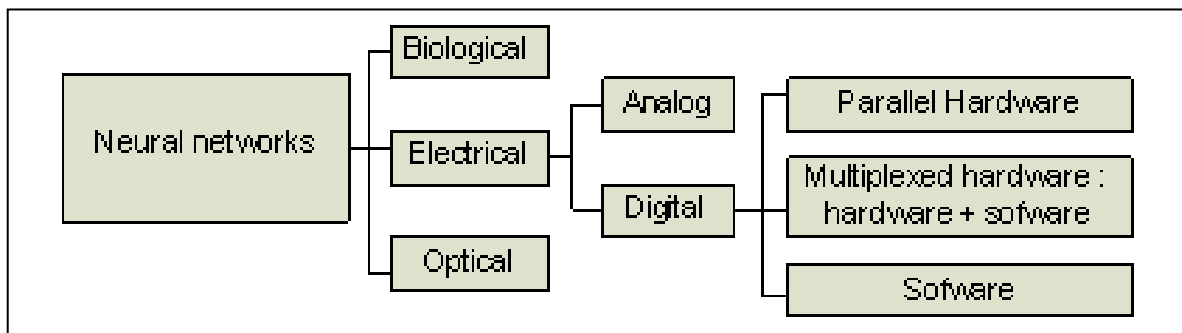 Neural networks
Biological
Electrical
Optical
Analog
Digital
Parallel Hardware
Multiplexed hardware :
hardware + sofware
Sofware